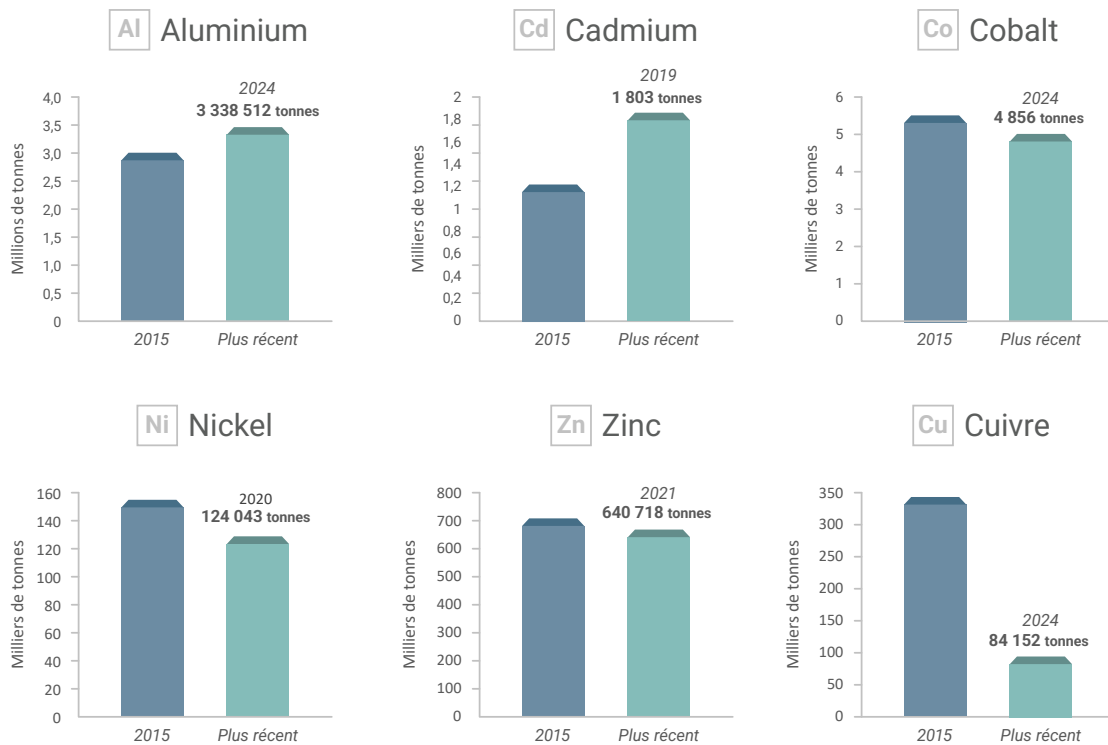 Al Aluminium
2024
3 338 512 tonnes
Millions de tonnes
4,0
3,5
3,0
2,5
2,0
1,5
1,0
0,5
0
2015 Plus récent
Cd Cadmium
2019
1 803 tonnes
Milliers de tonnes
2
1,8
1,6
1,4
1,2
1
0,8
0,6
0,4
0,2
0
2015 Plus récent
Co Cobalt
2024
4 856 tonnes
Milliers de tonnes
6
5
4
3
2
1
0
2015 Plus récent
Ni Nickel
2020
124 043 tonnes
Milliers de tonnes
160
140
120
100
80
60
40
20
0
2015 Plus récent
Zn Zinc
2021
640 718 tonnes
Milliers de tonnes
800
700
600
500
400
300
200
100
0
2015 Plus récent
Cu Cuivre
2024
84 152 tonnes
Milliers de tonnes
350
300
250
200
150
100
50
0
2015 Plus récent